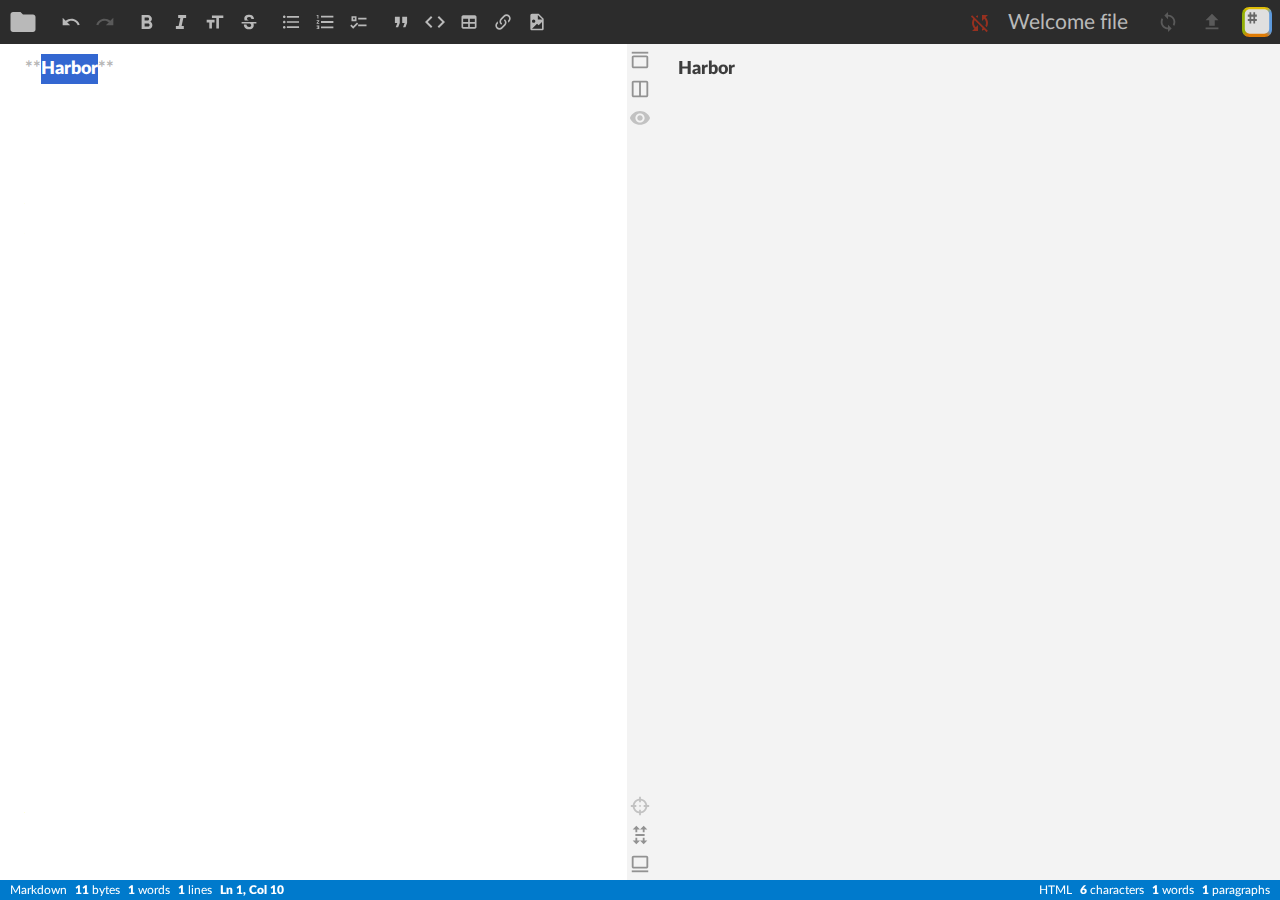 Welcome file
**Harbor**
Harbor
Markdown 11 bytes 1 words 1 lines Ln 1, Col 10
HTML 6 characters 1 words 1 paragraphs